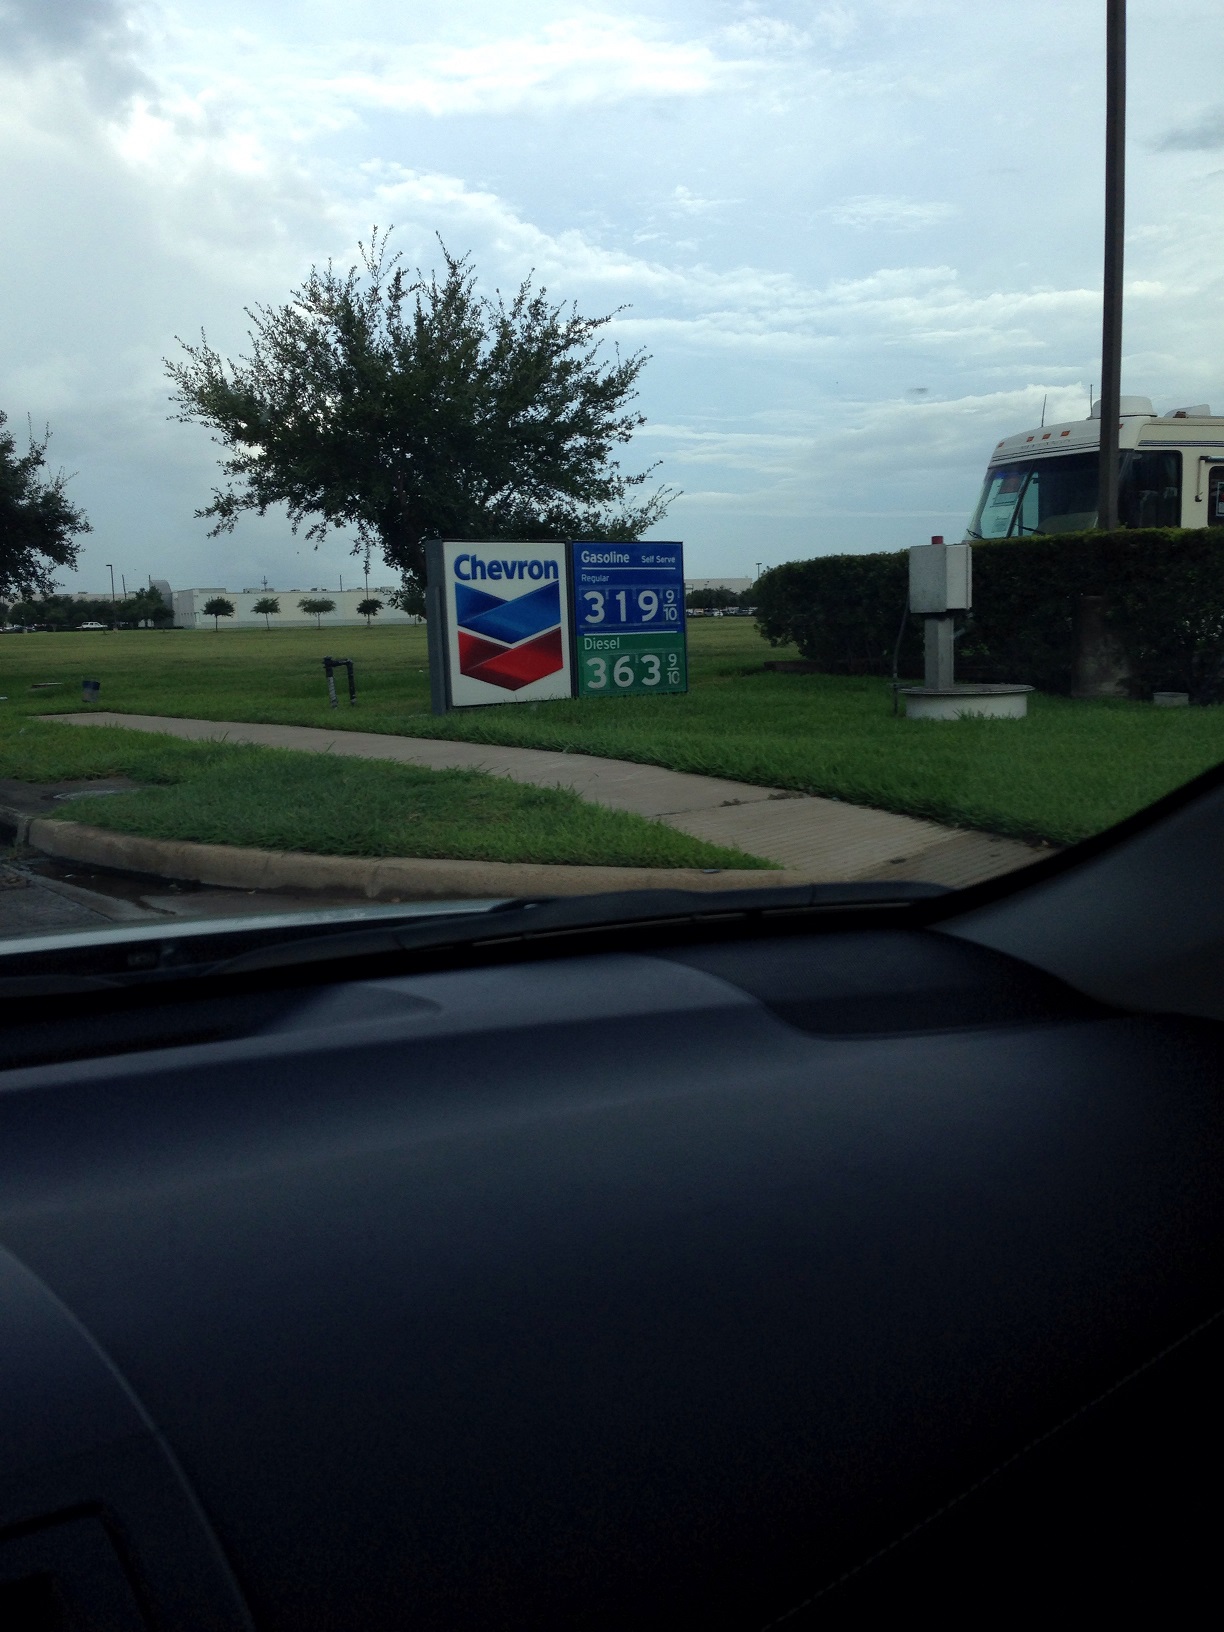 Chevron
Gasoline Self Serve
Regular
319 9/10
Diesel
363 9/10